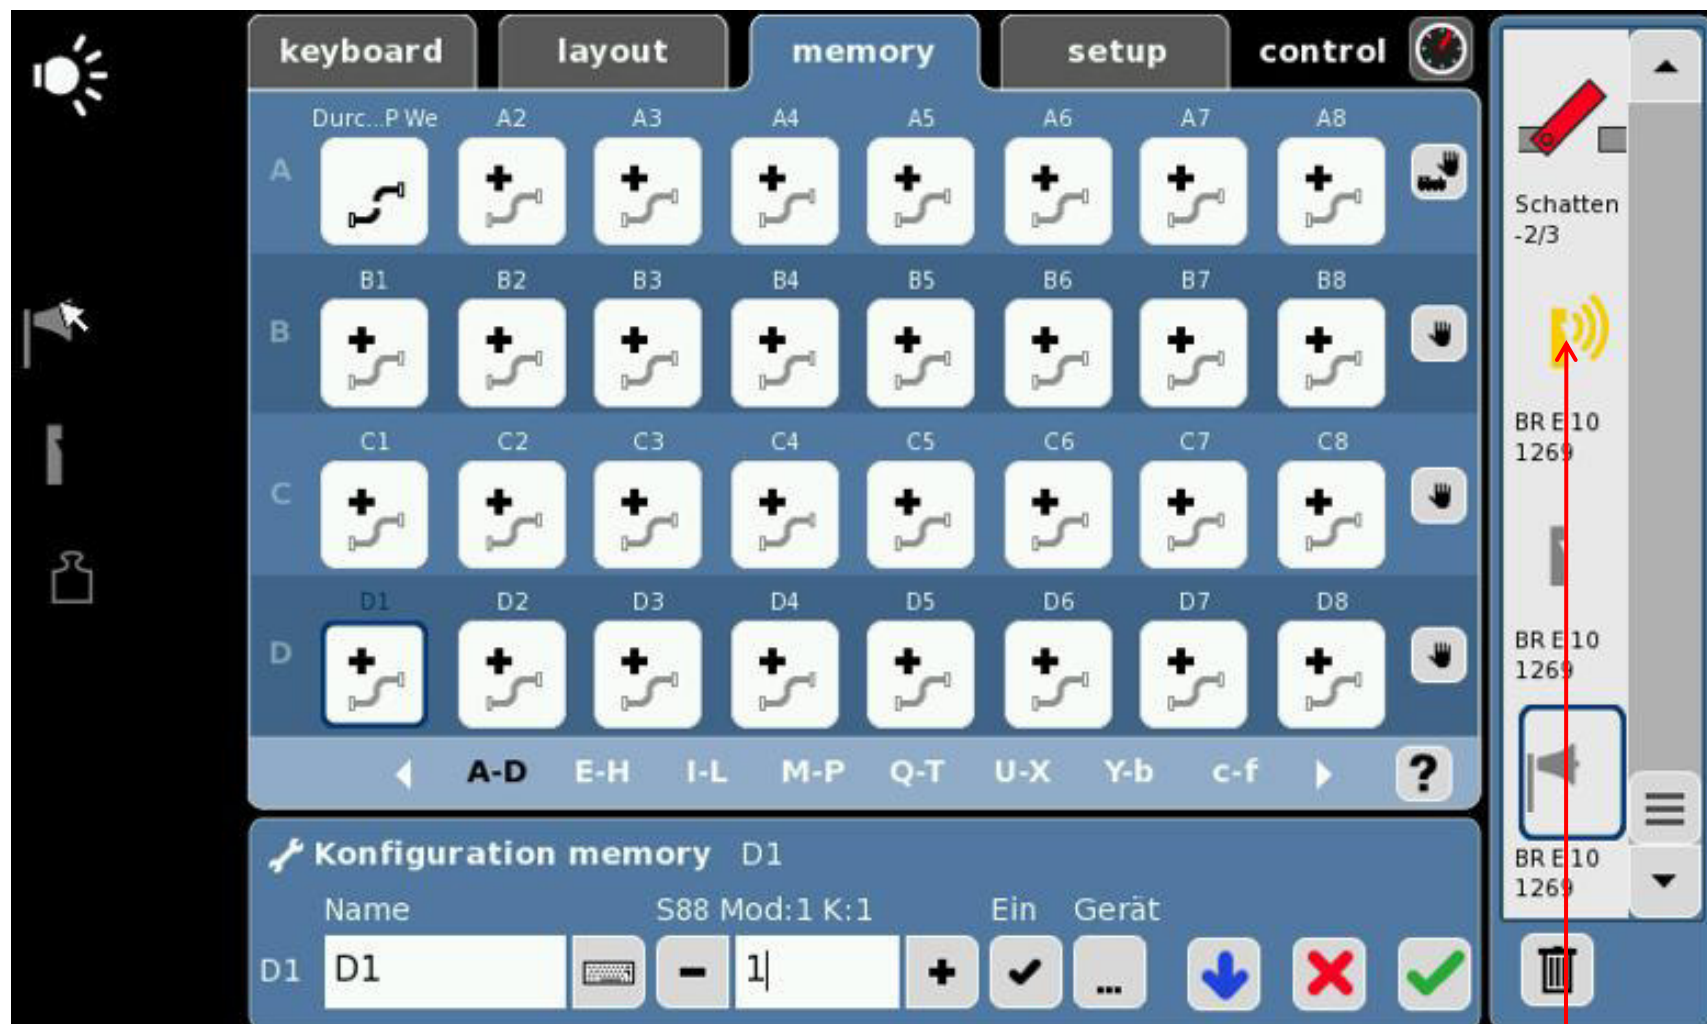 keyboard layout memory setup control
Durc...P We A2 A3 A4 A5 A6 A7 A8
A
B1 B2 B3 B4 B5 B6 B7 B8
B
C1 C2 C3 C4 C5 C6 C7 C8
C
D1 D2 D3 D4 D5 D6 D7 D8
D
A-D E-H I-L M-P Q-T U-X Y-b c-f ?
Konfiguration memory D1
Name S88 Mod:1 K:1 Ein Gerät
D1 D1 1 ...
Schatten
-2/3
BR E 10
1269
BR E 10
1269
BR E 10
1269